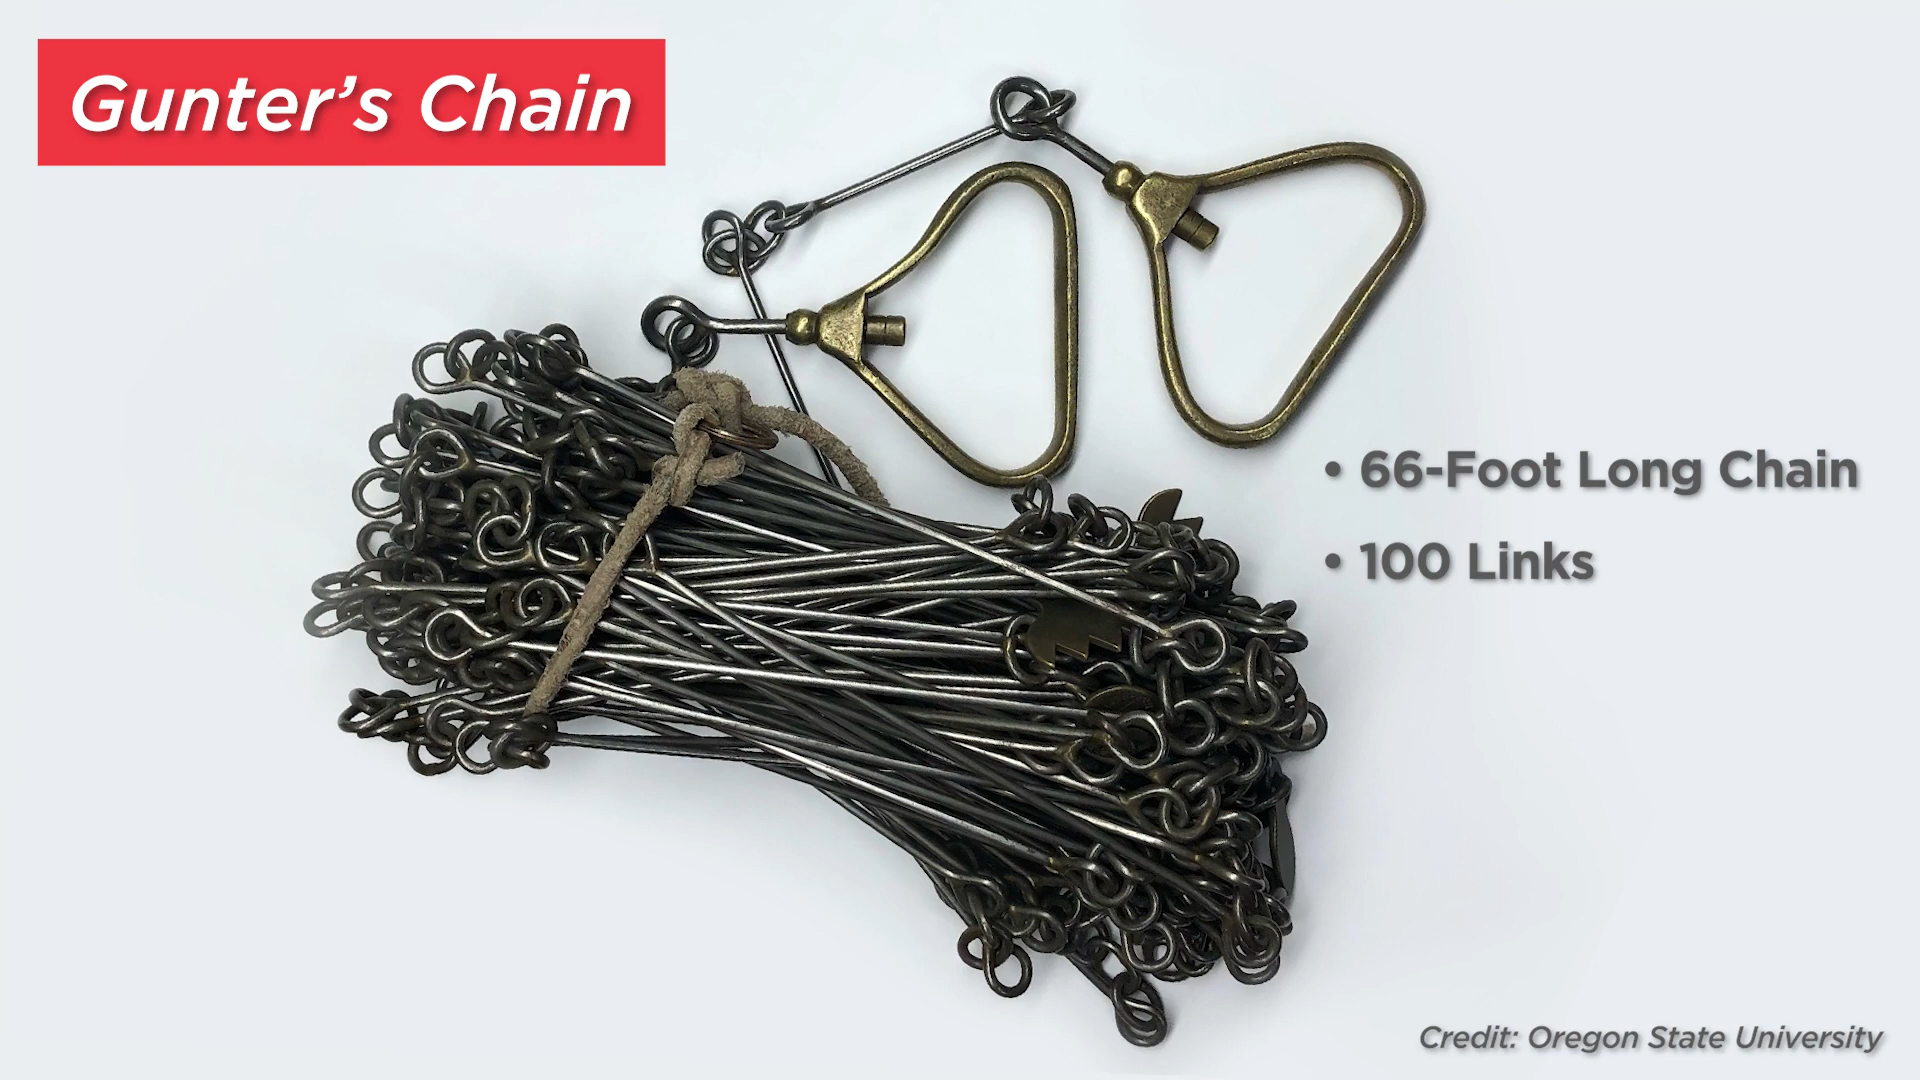 Gunter's Chain
• 66-Foot Long Chain
• 100 Links
Credit: Oregon State University